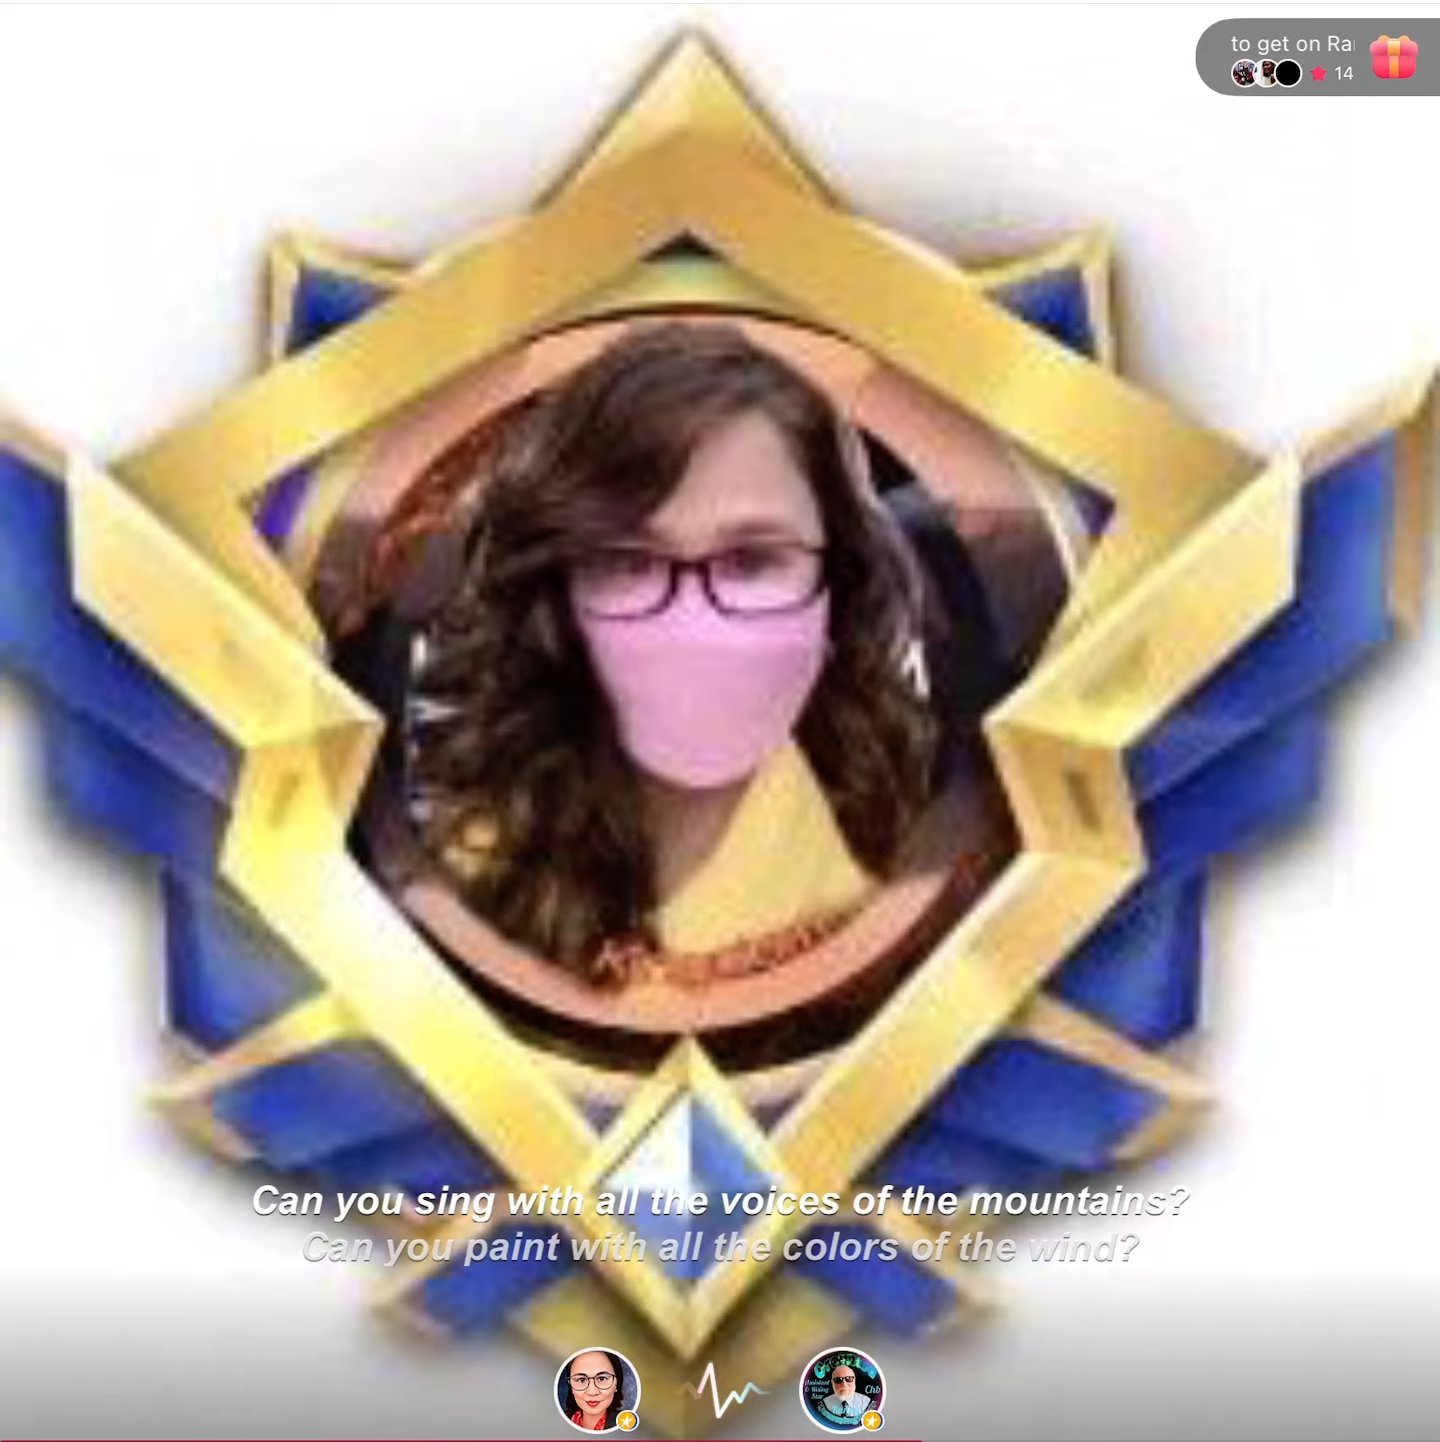 to get on Ra
14
Can you sing with all the voices of the mountains?
Can you paint with all the colors of the wind?